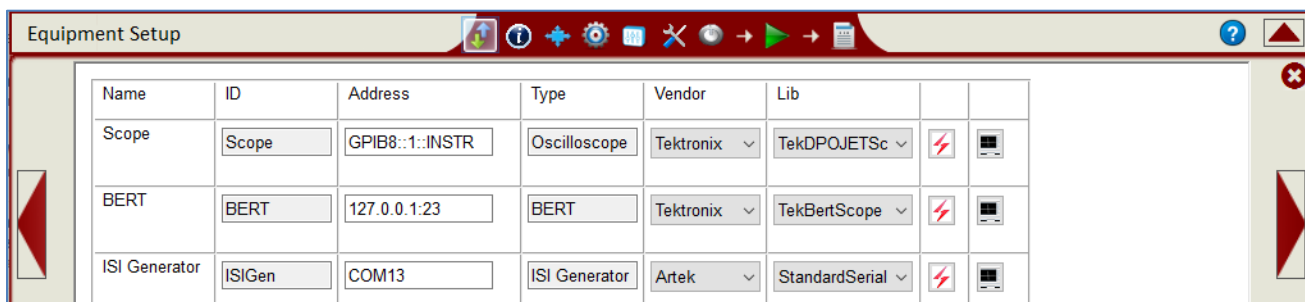 Equipment Setup
Name ID Address Type Vendor Lib
Scope Scope GPIB8::1::INSTR Oscilloscope Tektronix TekDPOJETSc
BERT BERT 127.0.0.1:23 BERT Tektronix TekBertScope
ISI Generator ISIGen COM13 ISI Generator Artek StandardSerial